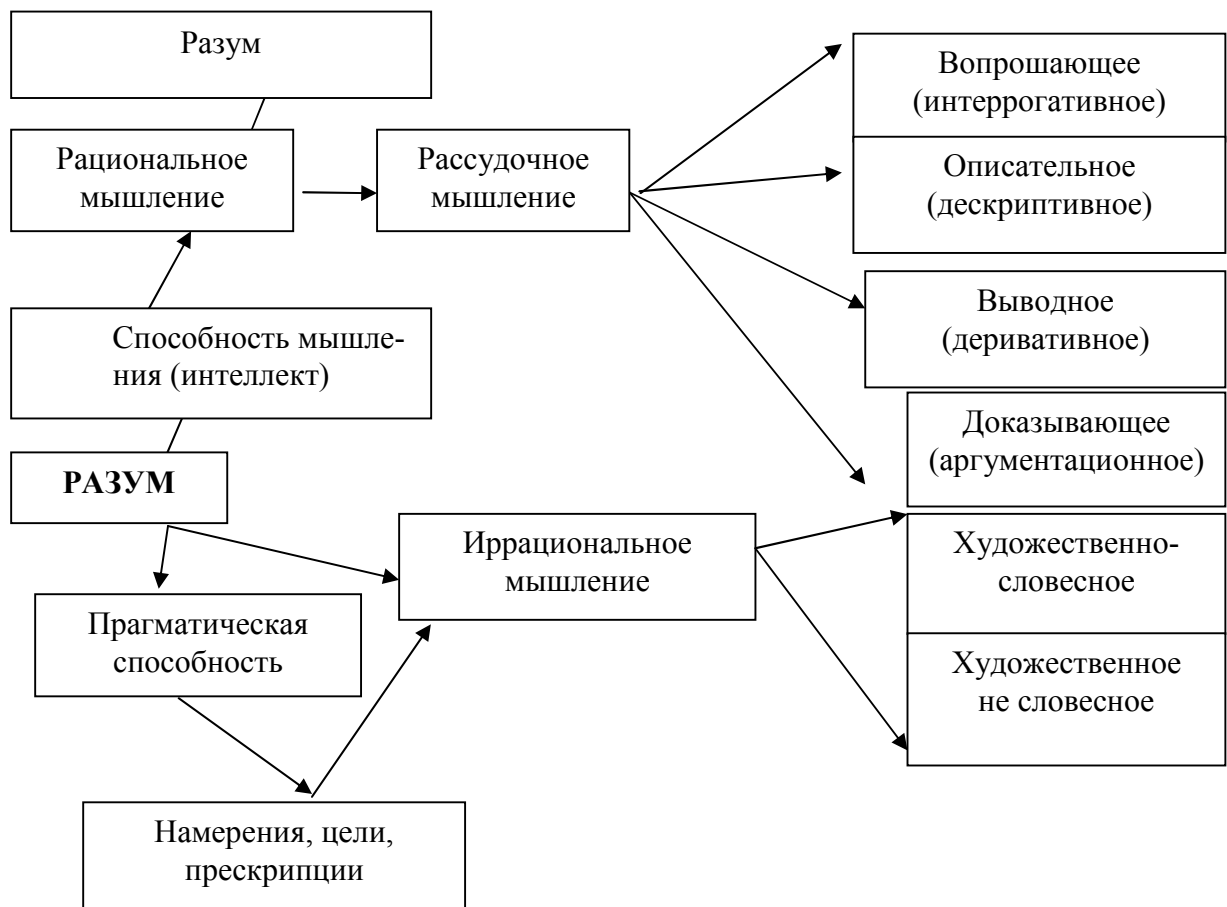 Разум
Вопрошающее
(интеррогативное)
Рациональное
мышление
Рассудочное
мышление
Описательное
(дескриптивное)
Выводное
(деривативное)
Способность мышле-
ния (интеллект)
Доказывающее
(аргументационное)
РАЗУМ
Иррациональное
мышление
Художественно-
словесное
Прагматическая
способность
Художественное
не словесное
Намерения, цели,
прескрипции